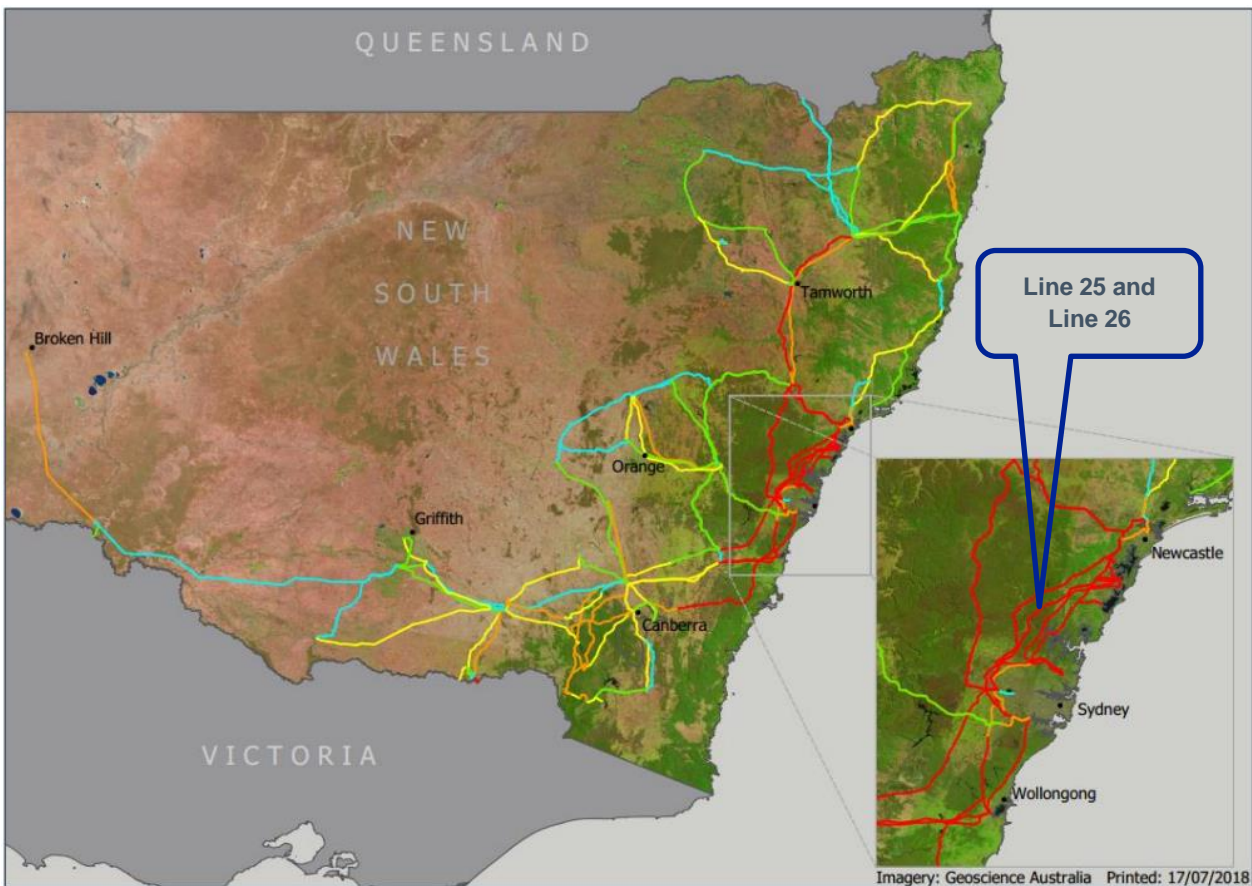 QUEENSLAND
NEW
SOUTH
WALES
Line 25 and
Line 26
Tamworth
Broken Hill
Orange
Griffith
Newcastle
Canberra
Sydney
VICTORIA
Wollongong
Imagery: Geoscience Australia Printed: 17/07/2018